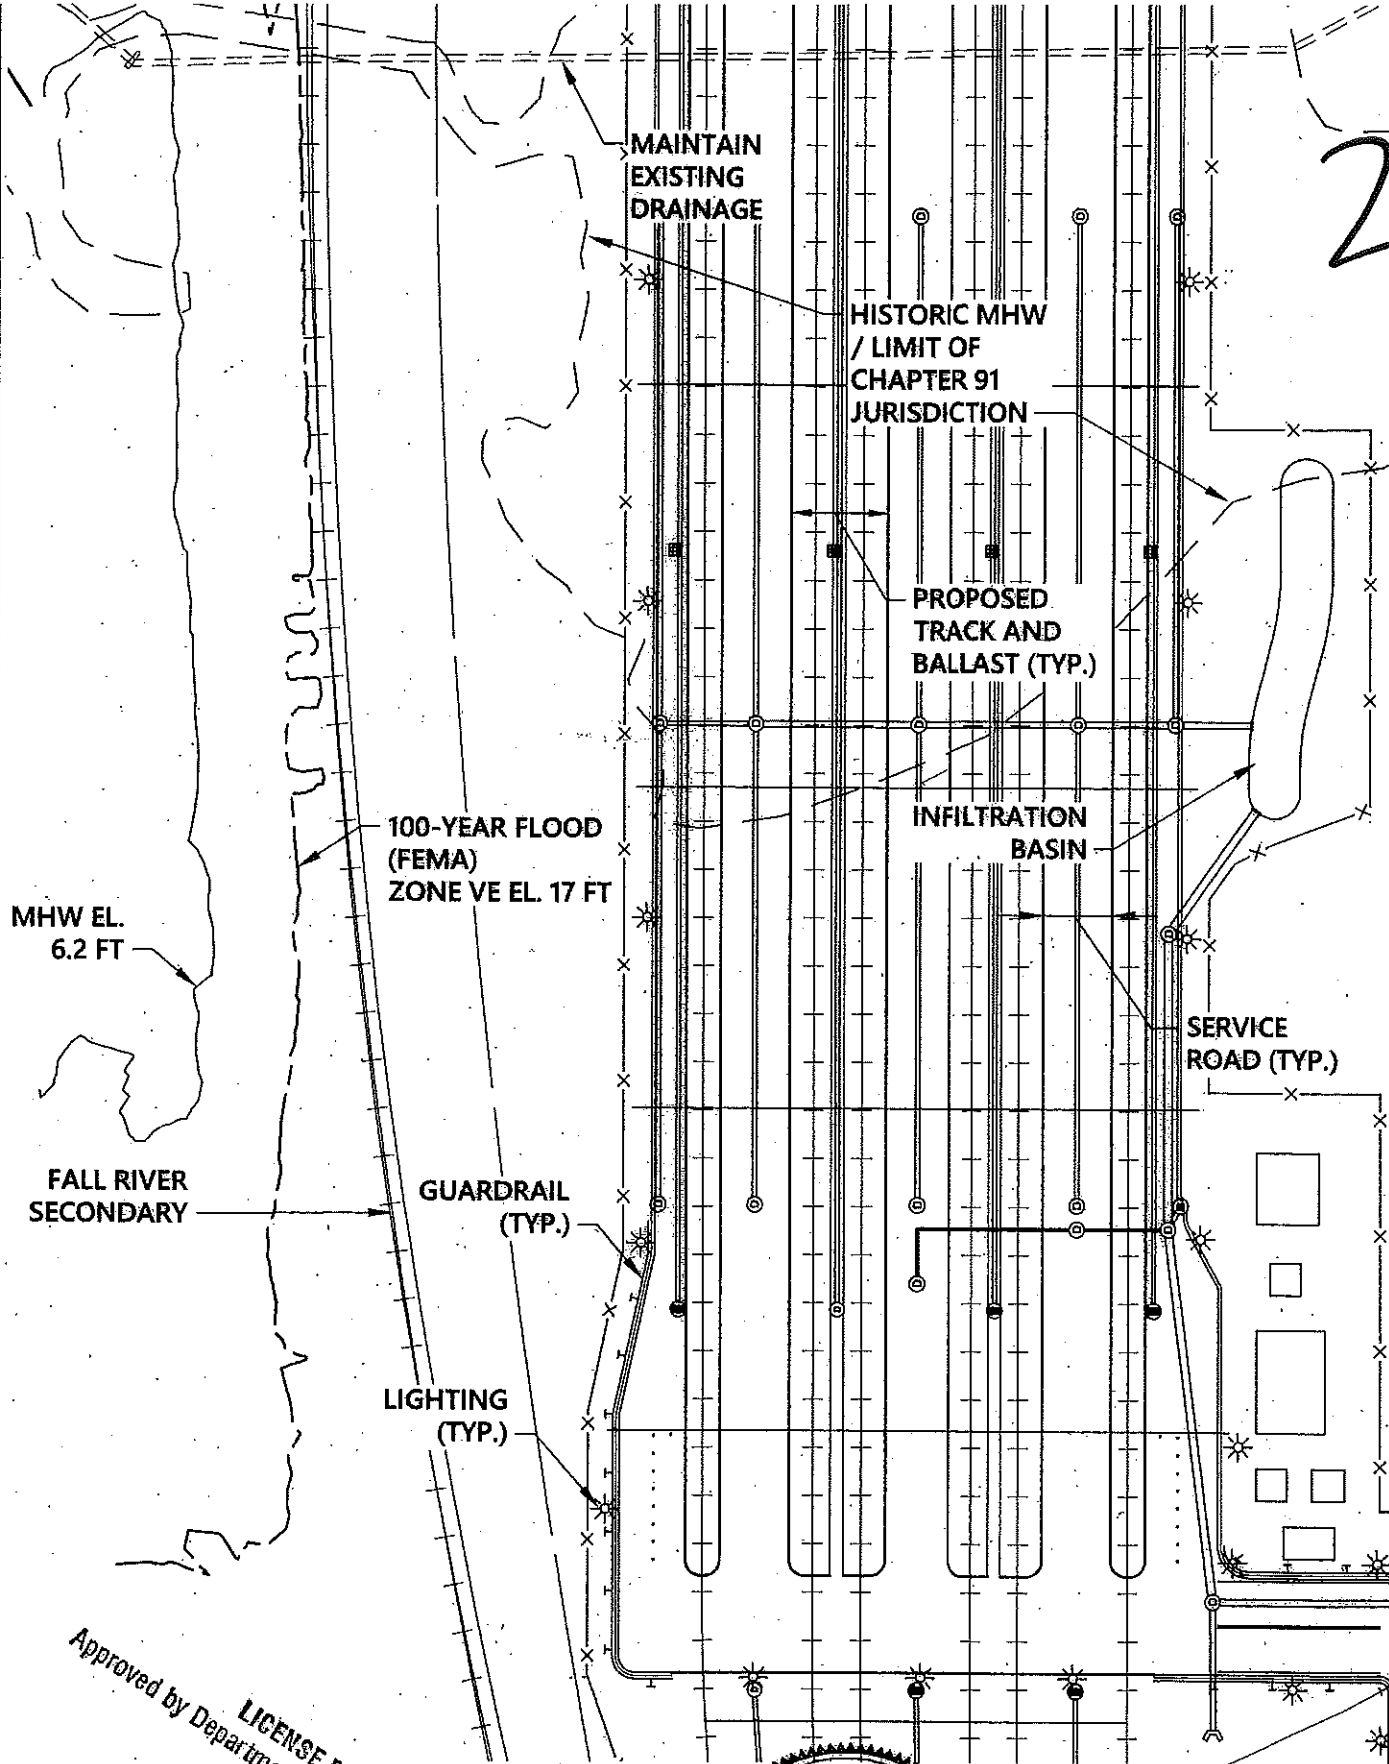 MAINTAIN
EXISTING
DRAINAGE
2
HISTORIC MHW
/ LIMIT OF
CHAPTER 91
JURISDICTION
PROPOSED
TRACK AND
BALLAST (TYP.)
100-YEAR FLOOD
(FEMA)
ZONE VE EL. 17 FT
INFILTRATION
BASIN
MHW EL.
6.2 FT
SERVICE
ROAD (TYP.)
FALL RIVER
SECONDARY
GUARDRAIL
(TYP.)
LIGHTING
(TYP.)
LICENSE
Approved by